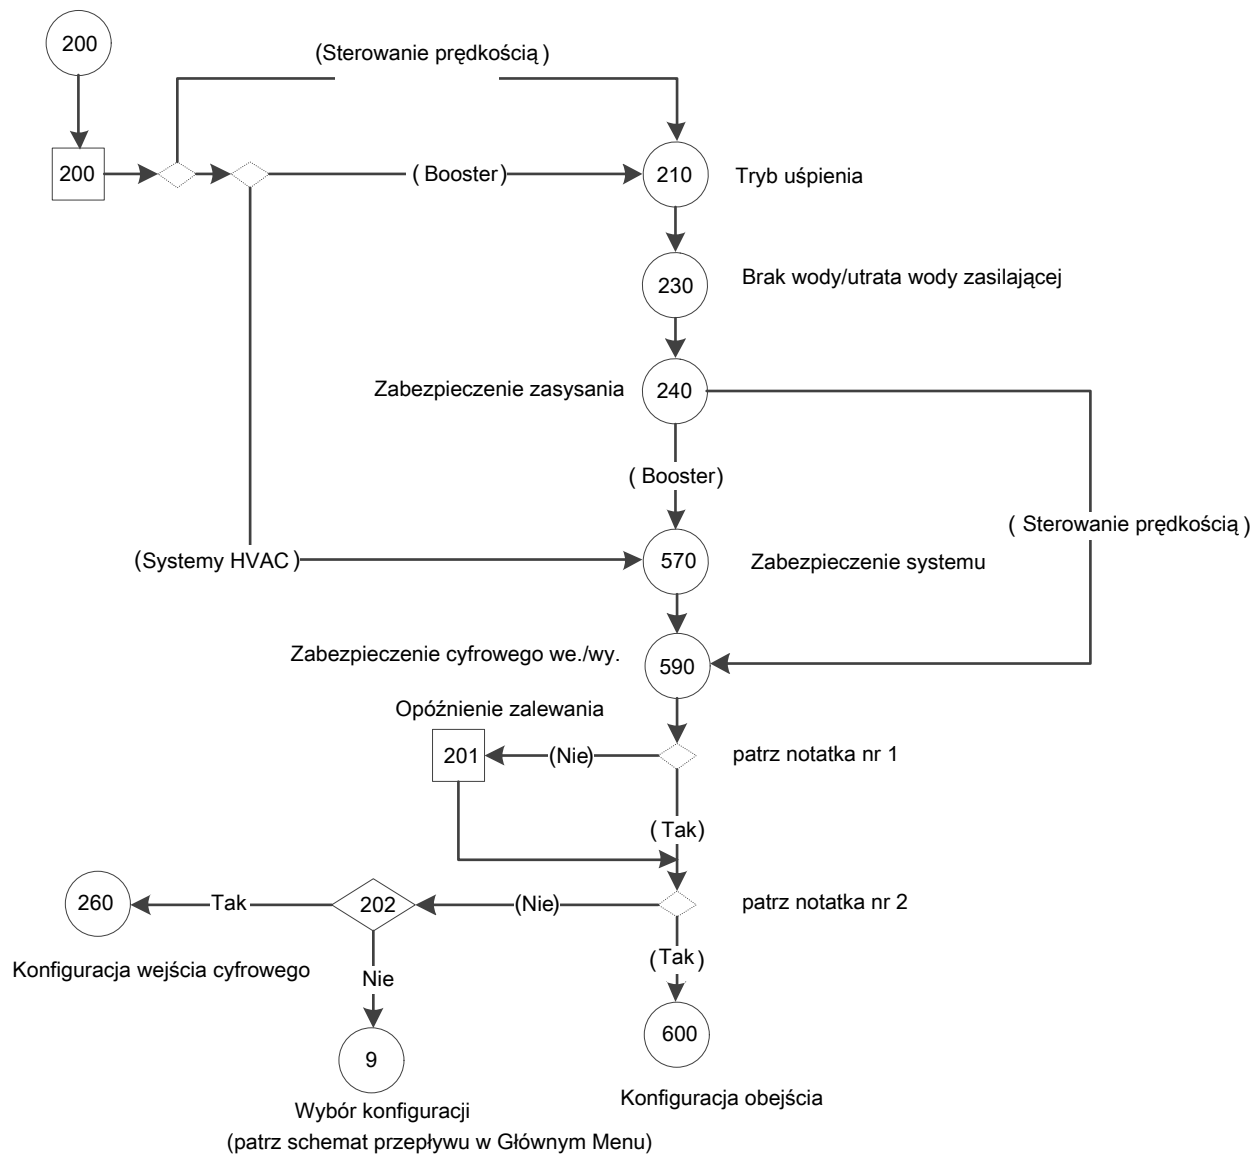 200
(Sterowanie prędkością )
200
( Booster)
210
Tryb uśpienia
230
Brak wody/utrata wody zasilającej
Zabezpieczenie zasysania
240
( Booster)
( Sterowanie prędkością )
(Systemy HVAC )
570
Zabezpieczenie systemu
Zabezpieczenie cyfrowego we./wy.
590
Opóźnienie zalewania
201
(Nie)
patrz notatka nr 1
( Tak)
260
Tak
202
(Nie)
patrz notatka nr 2
Konfiguracja wejścia cyfrowego
Nie
(Tak )
600
9
Konfiguracja obejścia
Wybór konfiguracji
(patrz schemat przepływu w Głównym Menu)